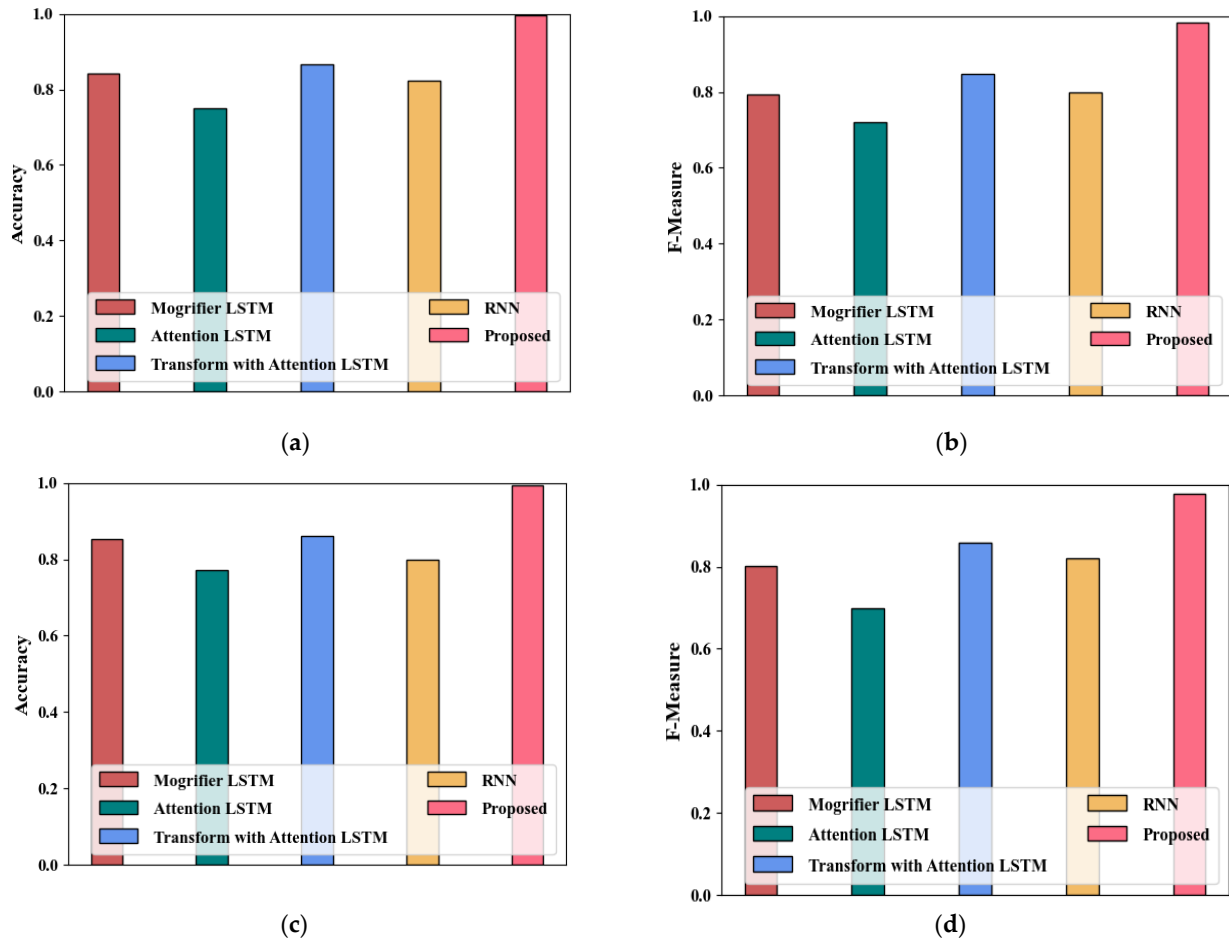 1.0
0.8
0.6
0.4
0.2
0.0
Accuracy
Mogrifier LSTM
Attention LSTM
Transform with Attention LSTM
RNN
Proposed
(a)
1.0
0.8
0.6
0.4
0.2
0.0
F-Measure
Mogrifier LSTM
Attention LSTM
Transform with Attention LSTM
RNN
Proposed
(b)
1.0
0.8
0.6
0.4
0.2
0.0
Accuracy
Mogrifier LSTM
Attention LSTM
Transform with Attention LSTM
RNN
Proposed
(c)
1.0
0.8
0.6
0.4
0.2
0.0
F-Measure
Mogrifier LSTM
Attention LSTM
Transform with Attention LSTM
RNN
Proposed
(d)